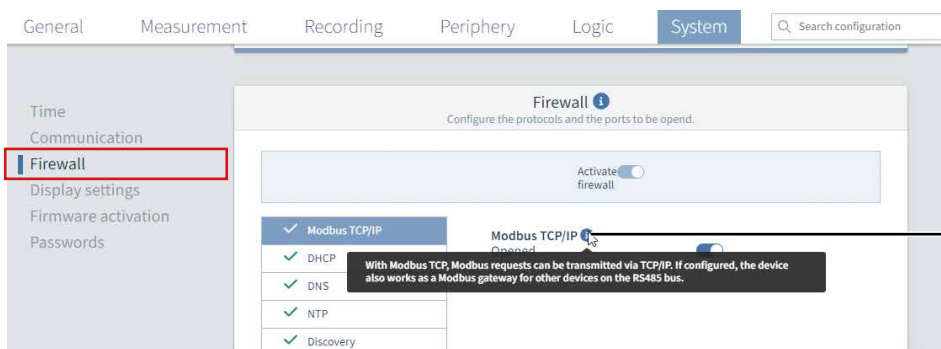 General Measurement Recording Periphery Logic System Search configuration
Time
Communication
Firewall
Display settings
Firmware activation
Passwords
Firewall i
Configure the protocols and the ports to be opend.
Activate
firewall
Modbus TCP/IP
DHCP
DNS
NTP
Discovery
Modbus TCP/IP
Opened
With Modbus TCP, Modbus requests can be transmitted via TCP/IP. If configured, the device
also works as a Modbus gateway for other devices on the RS485 bus.